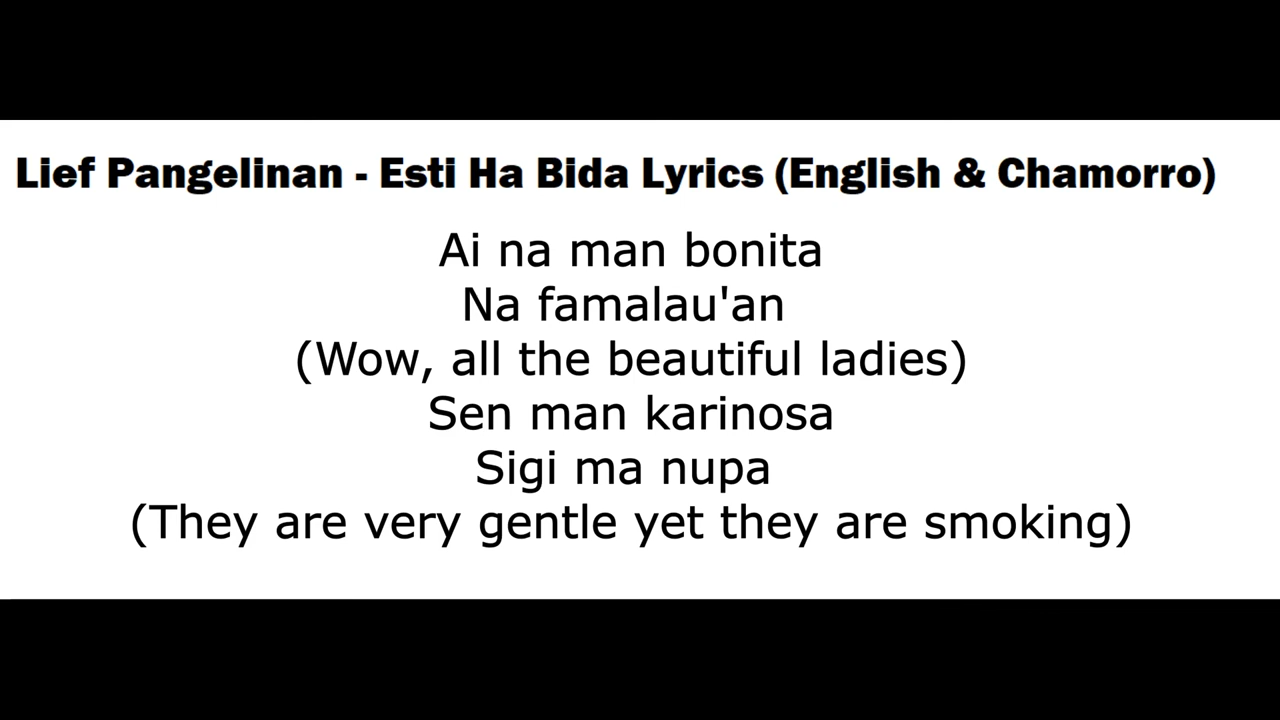 Lief Pangelinan - Esti Ha Bida Lyrics (English & Chamorro)
Ai na man bonita
Na famalau'an
(Wow, all the beautiful ladies)
Sen man karinosa
Sigi ma nupa
(They are very gentle yet they are smoking)